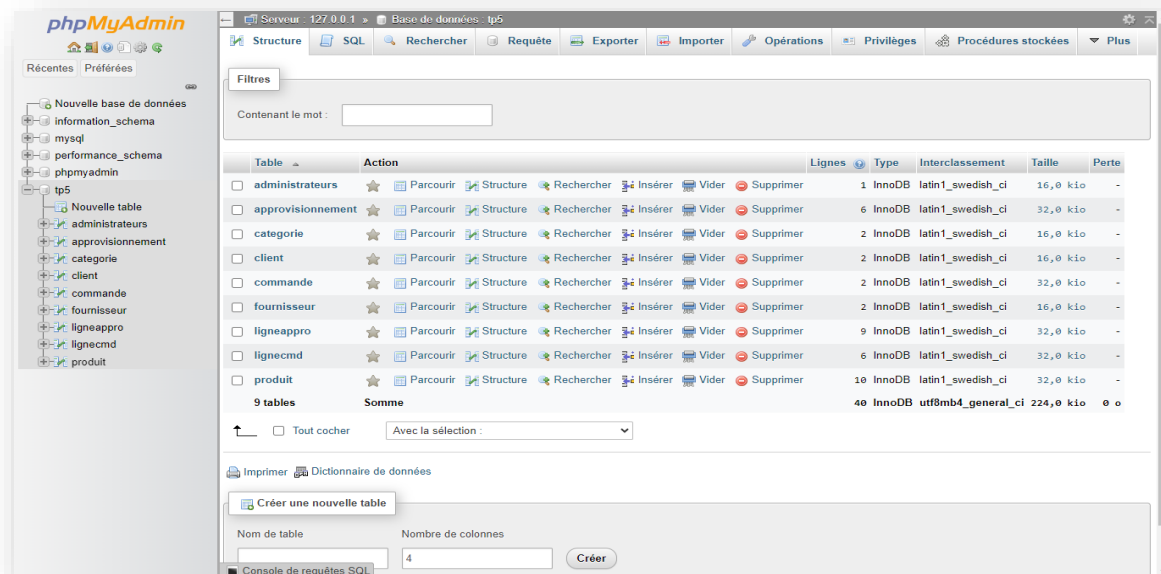 phpMyAdmin
Récentes Préférées
Nouvelle base de données
information_schema
mysql
performance_schema
phpmyadmin
tp5
Nouvelle table
administrateurs
approvisionnement
categorie
client
commande
fournisseur
ligneappro
lignecmd
produit
Serveur : 127.0.0.1 » Base de données : tp5
Structure SQL Rechercher Requête Exporter Importer Opérations Privilèges Procédures stockées Plus
Filtres
Contenant le mot :
Table Action Lignes Type Interclassement Taille Perte
administrateurs Parcourir Structure Rechercher Insérer Vider Supprimer 1 InnoDB latin1_swedish_ci 16,0 kio -
approvisionnement Parcourir Structure Rechercher Insérer Vider Supprimer 6 InnoDB latin1_swedish_ci 32,0 kio -
categorie Parcourir Structure Rechercher Insérer Vider Supprimer 2 InnoDB latin1_swedish_ci 16,0 kio -
client Parcourir Structure Rechercher Insérer Vider Supprimer 2 InnoDB latin1_swedish_ci 16,0 kio -
commande Parcourir Structure Rechercher Insérer Vider Supprimer 2 InnoDB latin1_swedish_ci 32,0 kio -
fournisseur Parcourir Structure Rechercher Insérer Vider Supprimer 2 InnoDB latin1_swedish_ci 16,0 kio -
ligneappro Parcourir Structure Rechercher Insérer Vider Supprimer 9 InnoDB latin1_swedish_ci 32,0 kio -
lignecmd Parcourir Structure Rechercher Insérer Vider Supprimer 6 InnoDB latin1_swedish_ci 32,0 kio -
produit Parcourir Structure Rechercher Insérer Vider Supprimer 10 InnoDB latin1_swedish_ci 32,0 kio -
9 tables Somme 40 InnoDB utf8mb4_general_ci 224,0 kio 0 o
Tout cocher Avec la sélection :
Imprimer Dictionnaire de données
Créer une nouvelle table
Nom de table Nombre de colonnes
4 Créer
Console de requêtes SQL